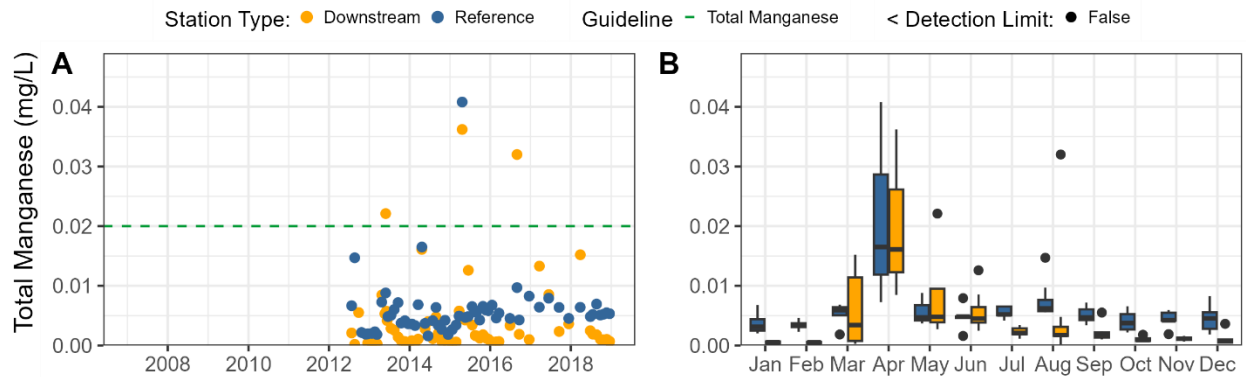 Station Type: Downstream Reference Guideline Total Manganese < Detection Limit: False
A
B
Total Manganese (mg/L)
0.04
0.03
0.02
0.01
0.00
2008 2010 2012 2014 2016 2018
0.04
0.03
0.02
0.01
0.00
Jan Feb Mar Apr May Jun Jul Aug Sep Oct Nov Dec